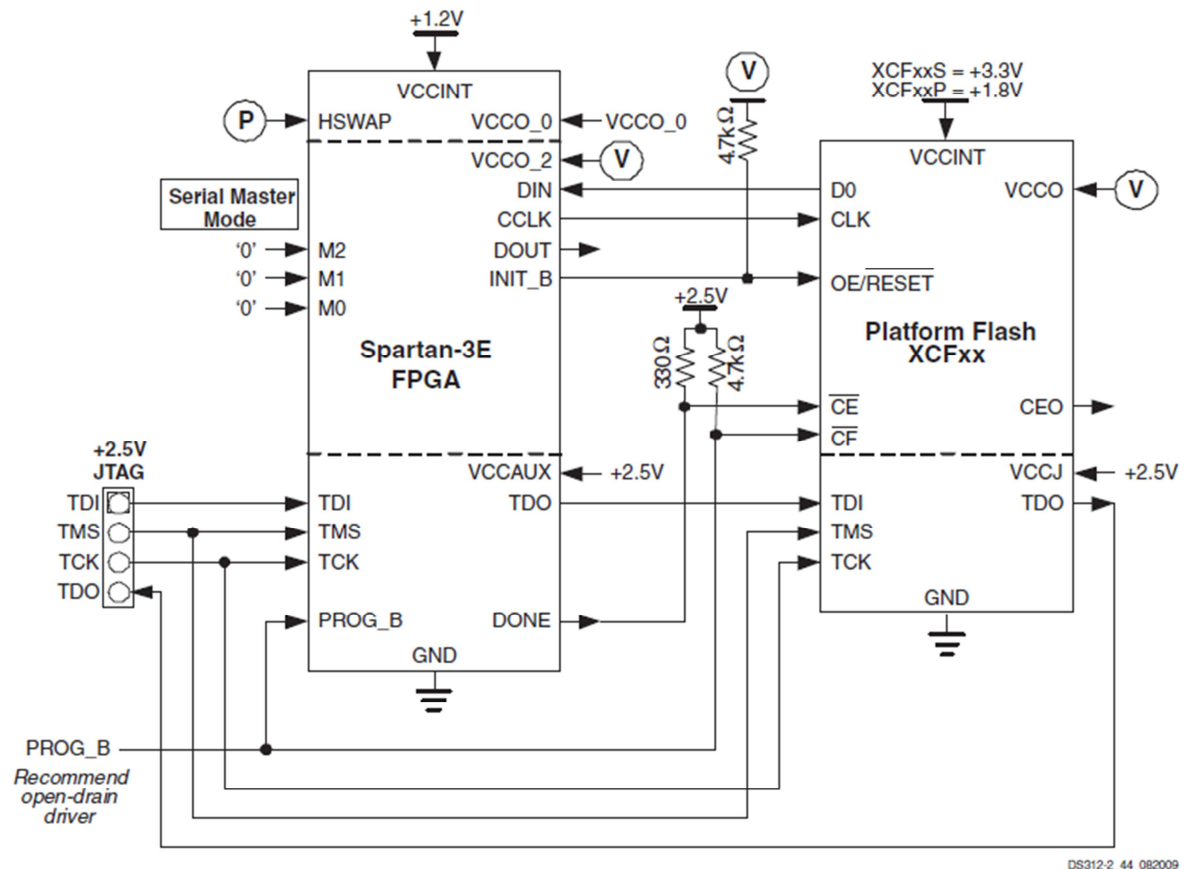 +1.2V
VCCINT
P
HSWAP
VCCO_0
VCCO_0
VCCO_2
V
Serial Master
Mode
DIN
CCLK
DOUT
INIT_B
'0'
M2
'0'
M1
'0'
M0
Spartan-3E
FPGA
V
4.7kΩ
+2.5V
330Ω
4.7kΩ
XCFxxS = +3.3V
XCFxxP = +1.8V
VCCINT
D0
VCCO
V
CLK
OE/RESET
Platform Flash
XCFxx
CE
CEO
CF
+2.5V
JTAG
TDI
TMS
TCK
TDO
VCCAUX
+2.5V
TDI
TDO
TMS
TCK
PROG_B
DONE
GND
VCCJ
+2.5V
TDI
TDO
TMS
TCK
GND
PROG_B
Recommend
open-drain
driver
DS312-2_44_082009